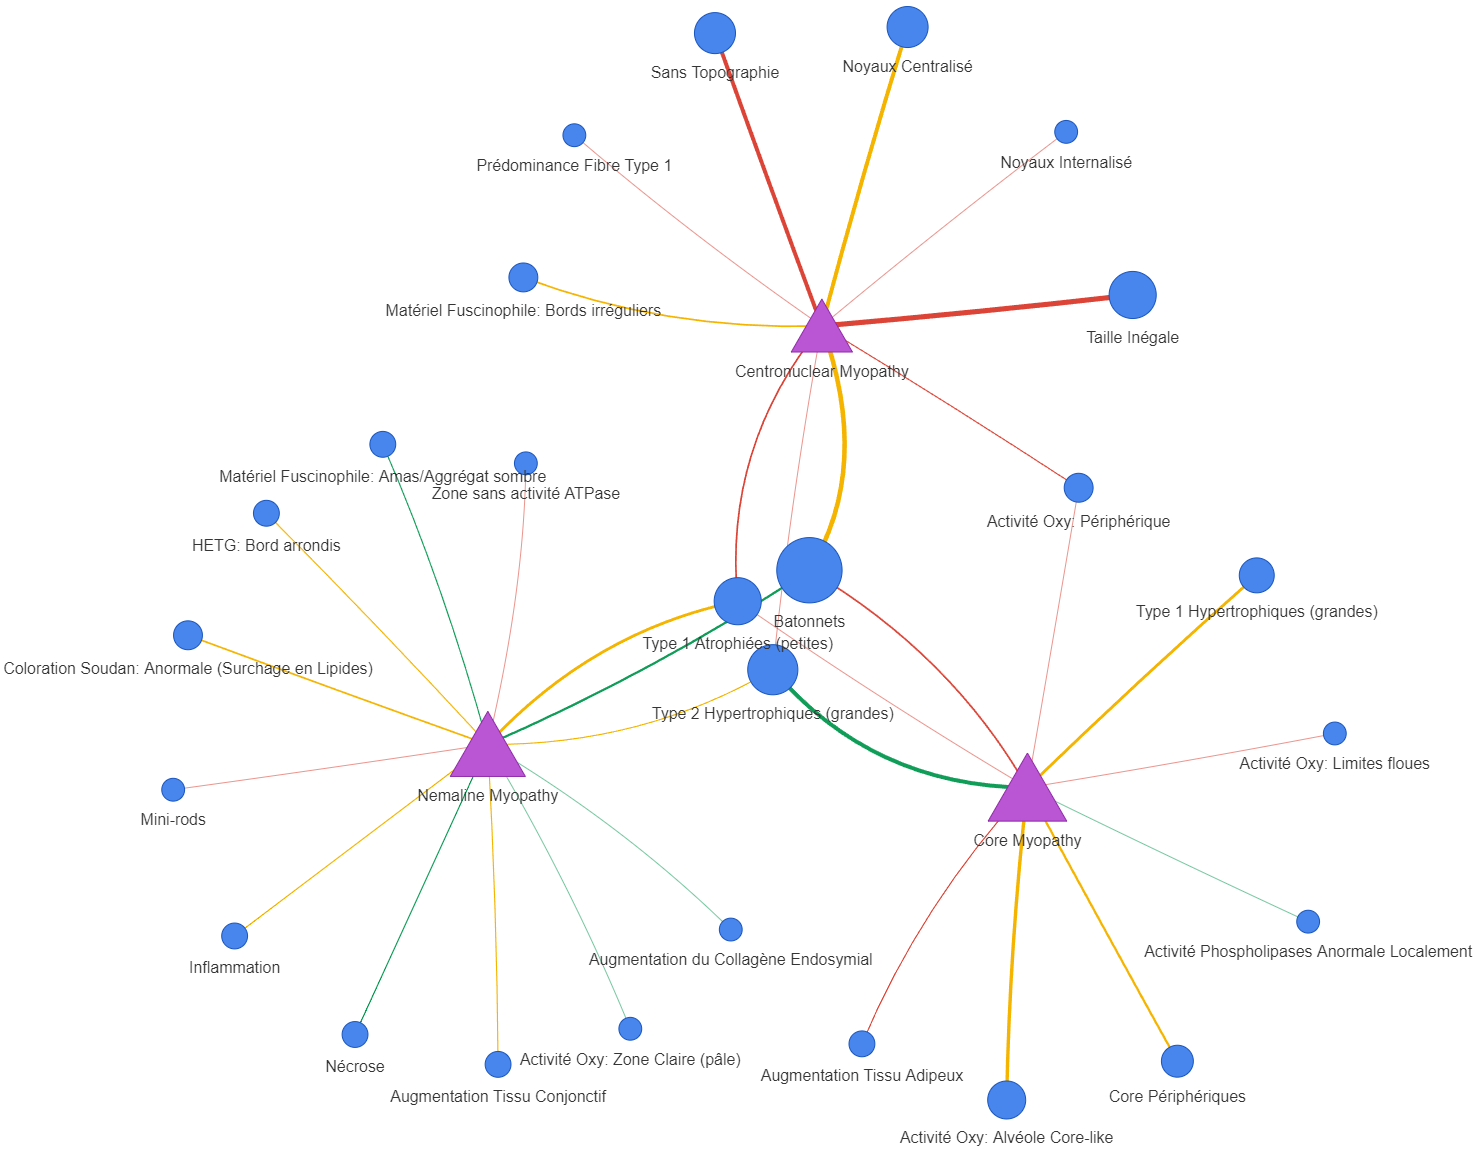 Sans Topographie
Noyaux Centralisé
Prédominance Fibre Type 1
Noyaux Internalisé
Matériel Fuscinophile: Bords irréguliers
Taille Inégale
Centronuclear Myopathy
Matériel Fuscinophile: Amas/Aggrégat sombre
Zone sans activité ATPase
Activité Oxy: Périphérique
HETG: Bord arrondis
Type 1 Hypertrophiques (grandes)
Batonnets
Type 1 Atrophiées (petites)
Coloration Soudan: Anormale (Surchage en Lipides)
Type 2 Hypertrophiques (grandes)
Activité Oxy: Limites floues
Nemaline Myopathy
Mini-rods
Core Myopathy
Activité Phospholipases Anormale Localement
Augmentation du Collagène Endosymial
Inflammation
Activité Oxy: Zone Claire (pâle)
Nécrose
Augmentation Tissu Adipeux
Augmentation Tissu Conjonctif
Core Périphériques
Activité Oxy: Alvéole Core-like